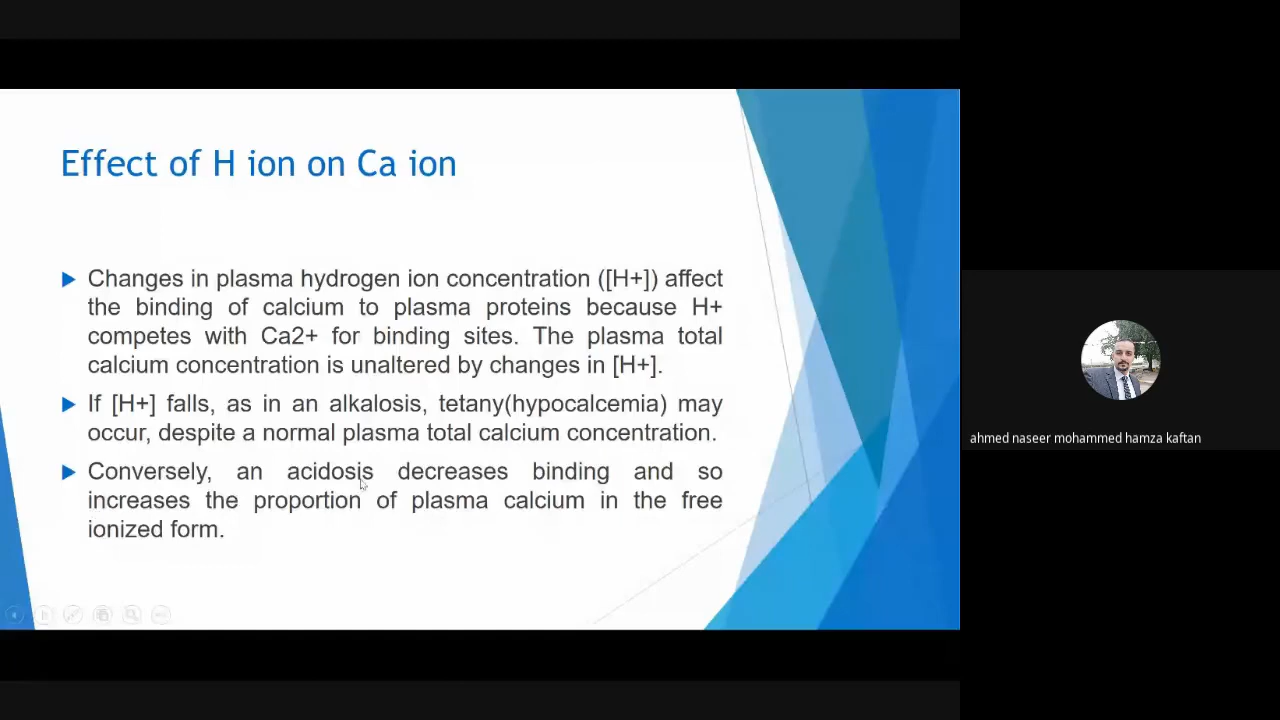 Effect of H ion on Ca ion
Changes in plasma hydrogen ion concentration ([H+]) affect
the binding of calcium to plasma proteins because H+
competes with Ca2+ for binding sites. The plasma total
calcium concentration is unaltered by changes in [H+].
If [H+] falls, as in an alkalosis, tetany(hypocalcemia) may
occur, despite a normal plasma total calcium concentration.
Conversely, an acidosis decreases binding and so
increases the proportion of plasma calcium in the free
ionized form.
ahmed naseer mohammed hamza kaftan